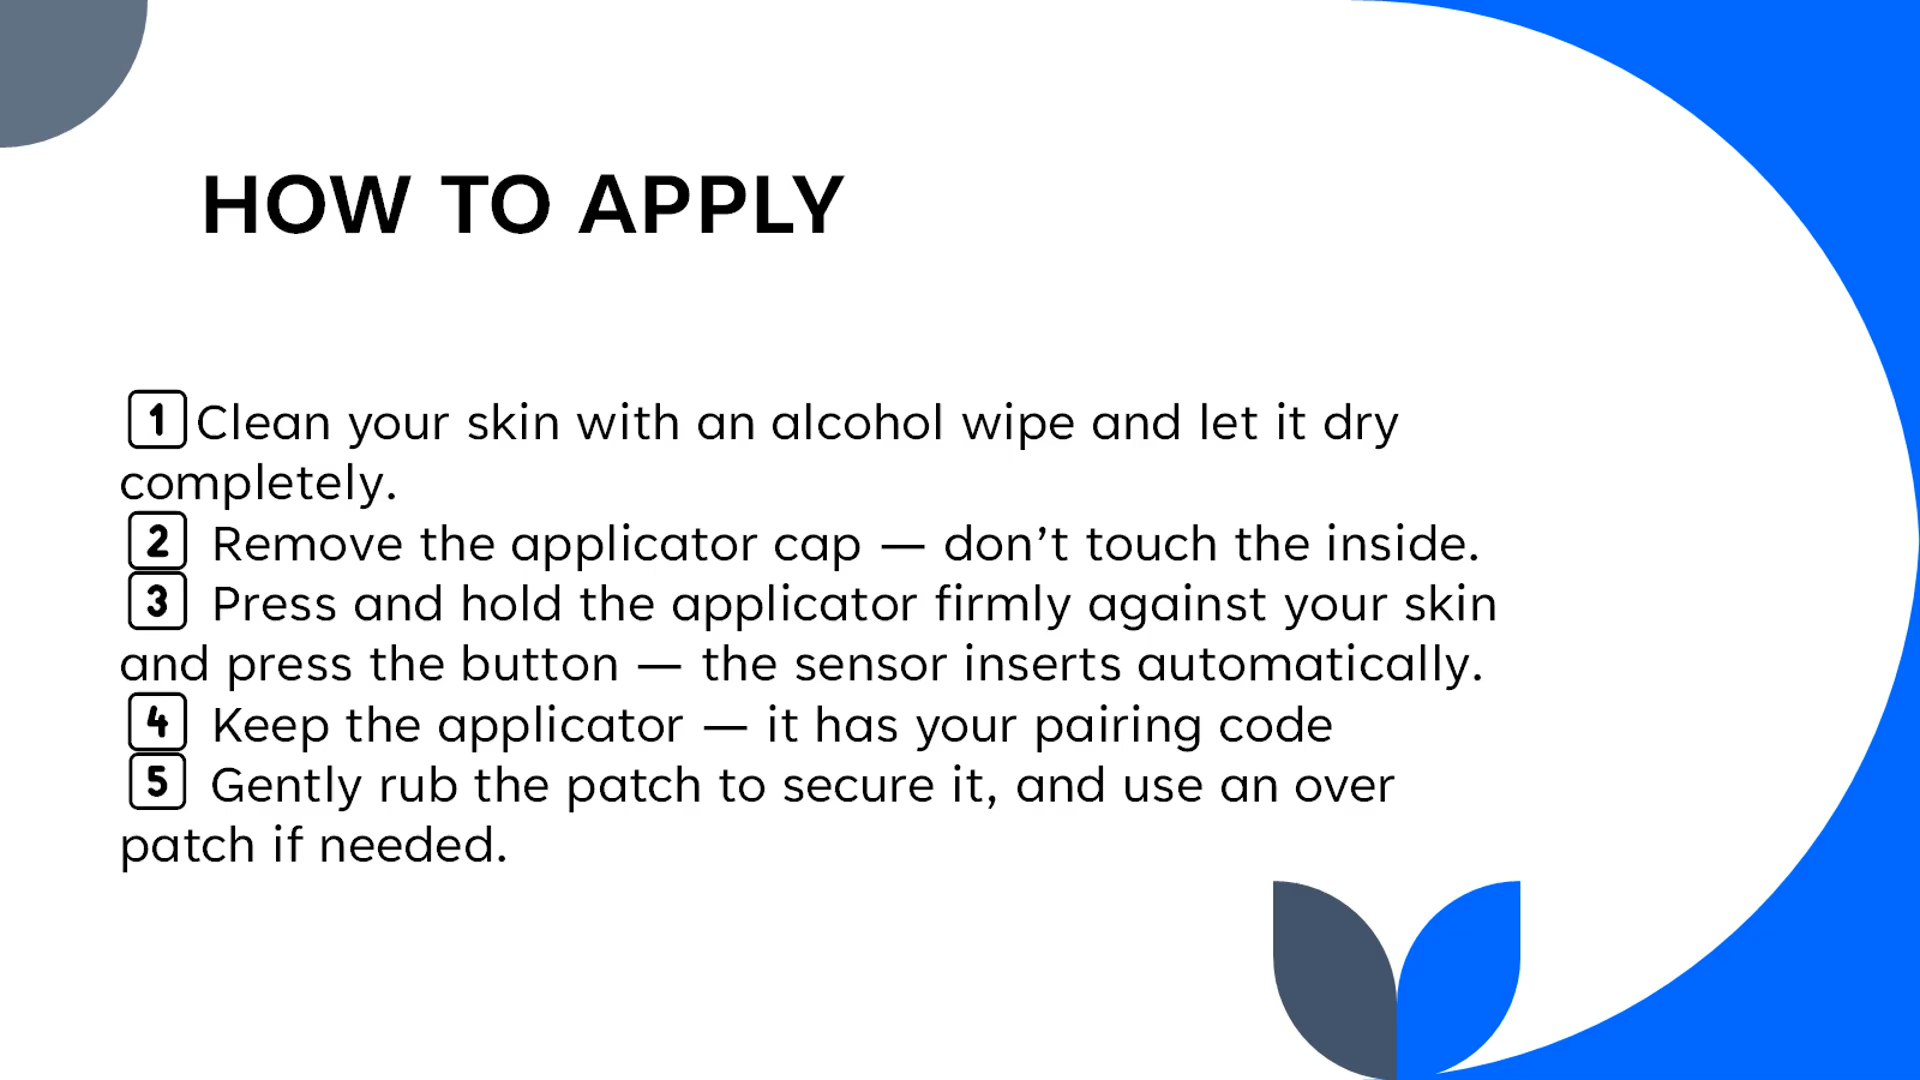 HOW TO APPLY
1 Clean your skin with an alcohol wipe and let it dry
completely.
2 Remove the applicator cap — don’t touch the inside.
3 Press and hold the applicator firmly against your skin
and press the button — the sensor inserts automatically.
4 Keep the applicator — it has your pairing code
5 Gently rub the patch to secure it, and use an over
patch if needed.